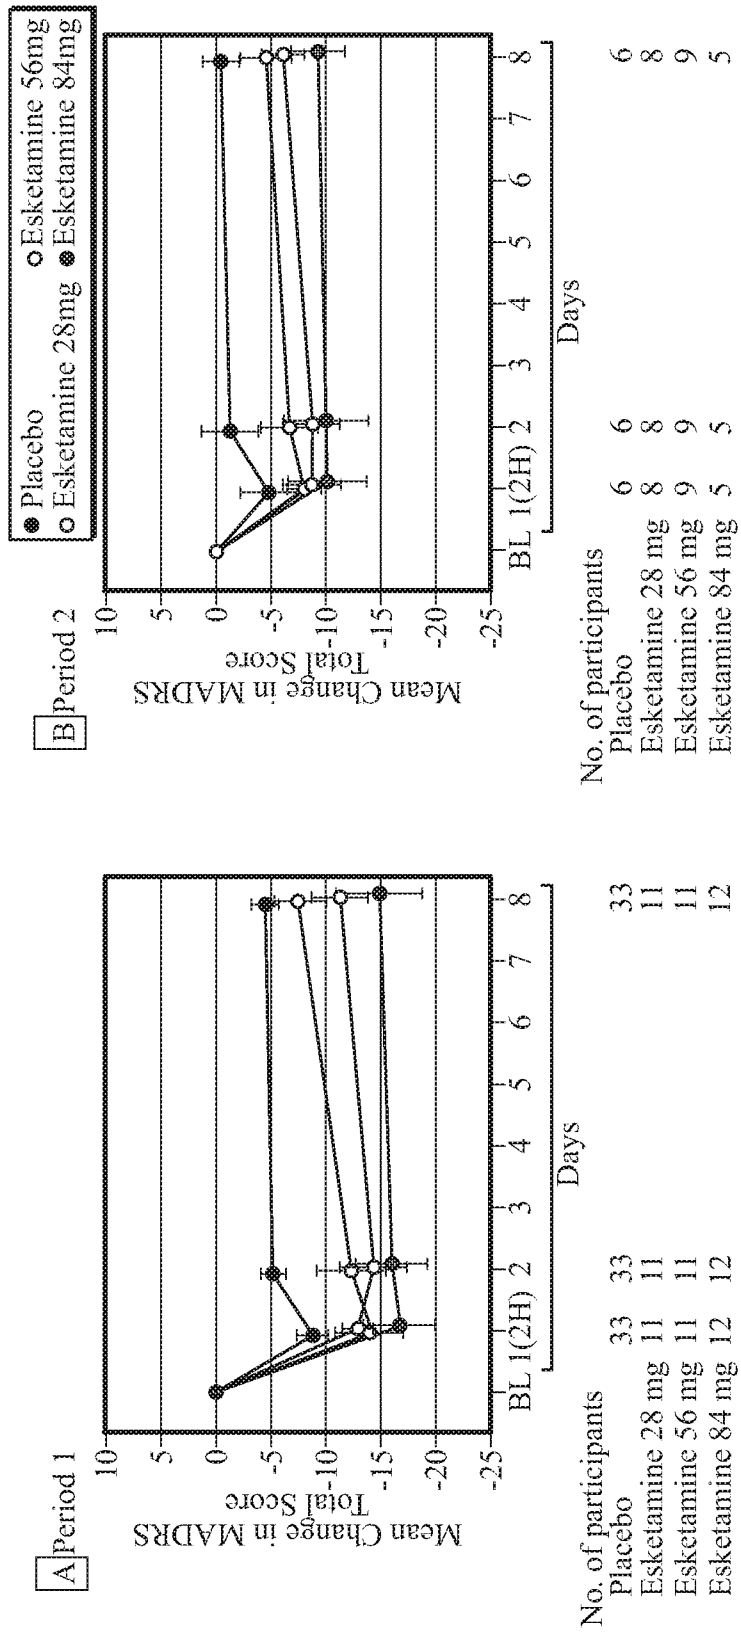 A Period 1
Mean Change in MADRS
Total Score
10
5
0
-5
-10
-15
-20
-25
BL 1(2H) 2 3 4 5 6 7 8
Days
No. of participants
Placebo 33 33 33
Esketamine 28 mg 11 11 11
Esketamine 56 mg 11 11 11
Esketamine 84 mg 12 12 12
B Period 2
Placebo Esketamine 56mg
Esketamine 28mg Esketamine 84mg
Mean Change in MADRS
Total Score
10
5
0
-5
-10
-15
-20
-25
BL 1(2H) 2 3 4 5 6 7 8
Days
No. of participants
Placebo 6 6 6
Esketamine 28 mg 8 8 8
Esketamine 56 mg 9 9 9
Esketamine 84 mg 5 5 5